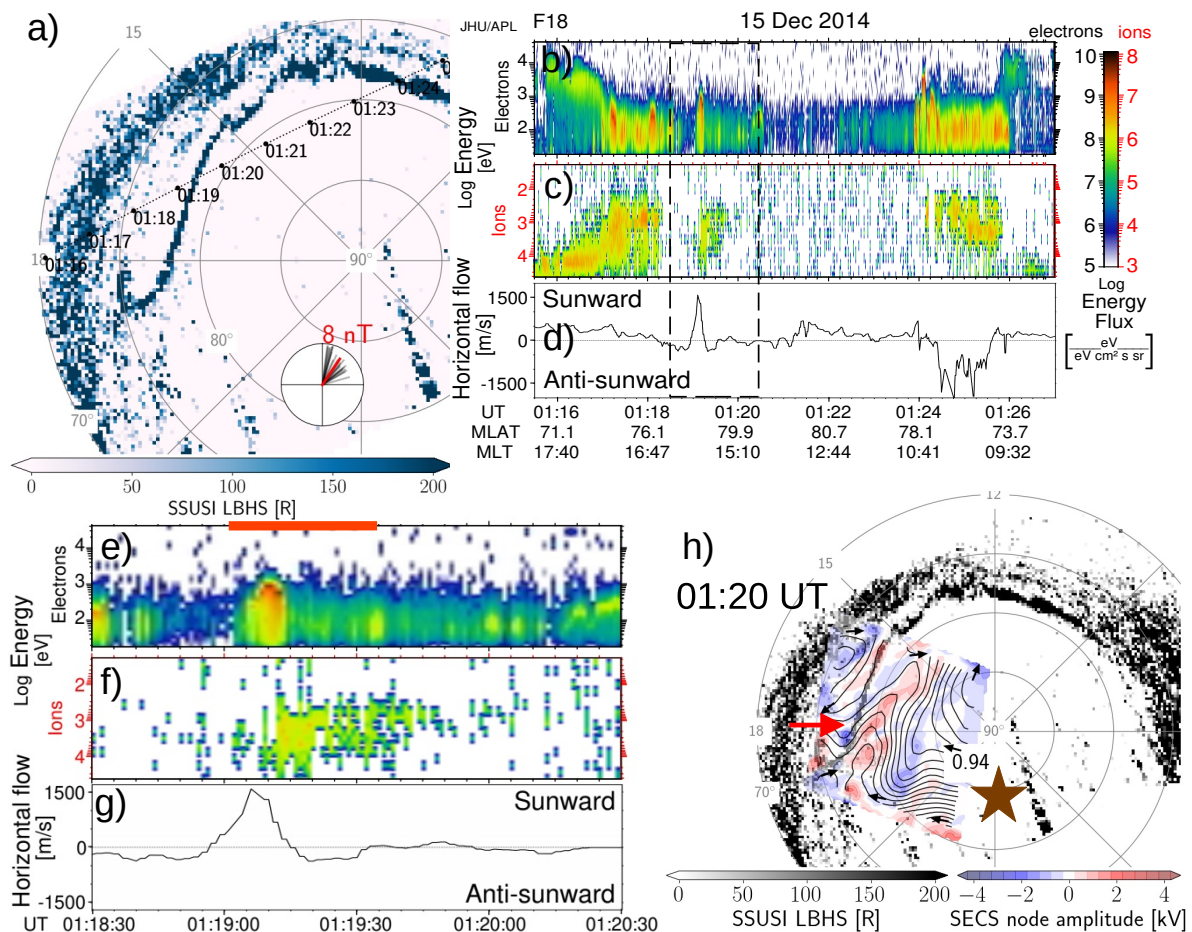 a)
JHU/APL
15
18
01:16
01:17
01:18
01:19
01:20
01:21
01:22
01:23
01:24
90°
80°
70°
8 nT
0 50 100 150 200
SSUSI LBHS [R]
F18 15 Dec 2014
electrons ions
b)
Electrons
4
3
2
Log Energy
[eV]
c)
Ions
2
3
4
Horizontal flow
[m/s]
1500
0
-1500
d)
Sunward
Anti-sunward
10 8
9
8 7
7 6
6 5
5 4
5 3
Log
Energy
Flux
eV
eV cm² s sr
UT 01:16 01:18 01:20 01:22 01:24 01:26
MLAT 71.1 76.1 79.9 80.7 78.1 73.7
MLT 17:40 16:47 15:10 12:44 10:41 09:32
e)
Electrons
4
3
2
Log Energy
[eV]
f)
Ions
2
3
4
Horizontal flow
[m/s]
1500
0
-1500
g)
Sunward
Anti-sunward
UT 01:18:30 01:19:00 01:19:30 01:20:00 01:20:30
h)
12
15
01:20 UT
18
90°
0.94
70°
0 50 100 150 200
SSUSI LBHS [R]
−4 −2 0 2 4
SECS node amplitude [kV]